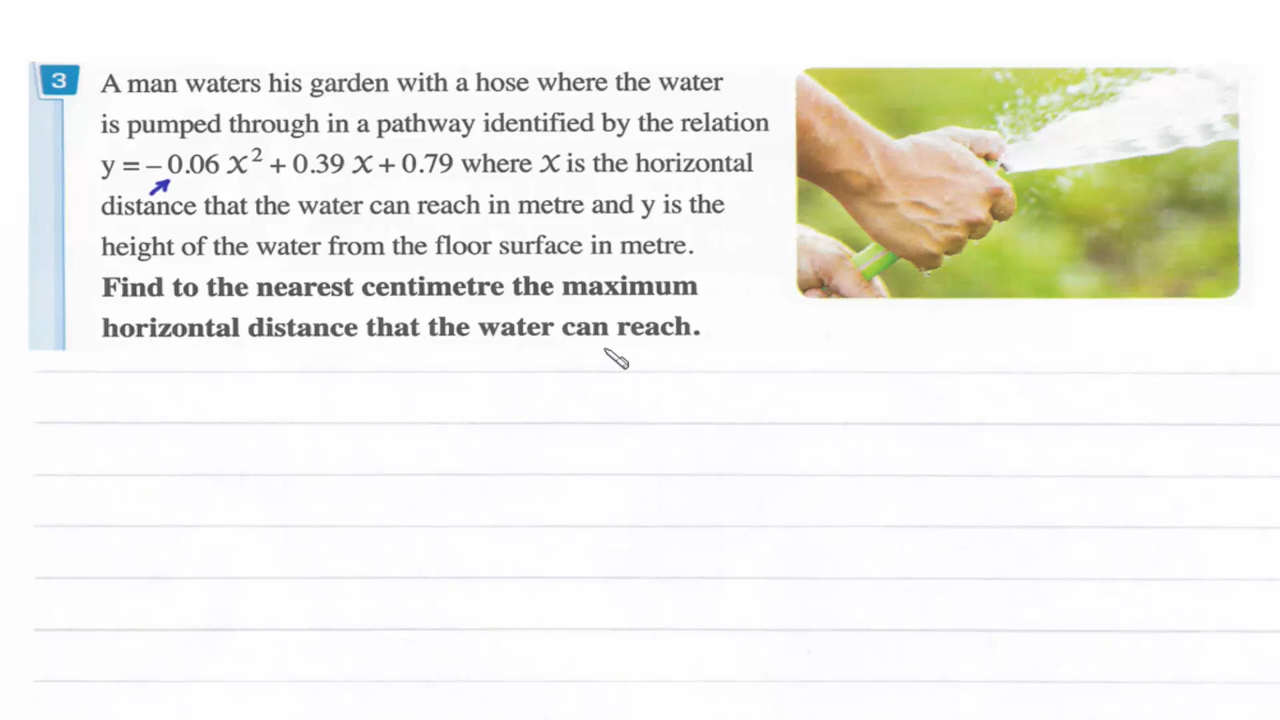 3
A man waters his garden with a hose where the water
is pumped through in a pathway identified by the relation
y = – 0.06 x² + 0.39 x + 0.79 where x is the horizontal
distance that the water can reach in metre and y is the
height of the water from the floor surface in metre.
Find to the nearest centimetre the maximum
horizontal distance that the water can reach.